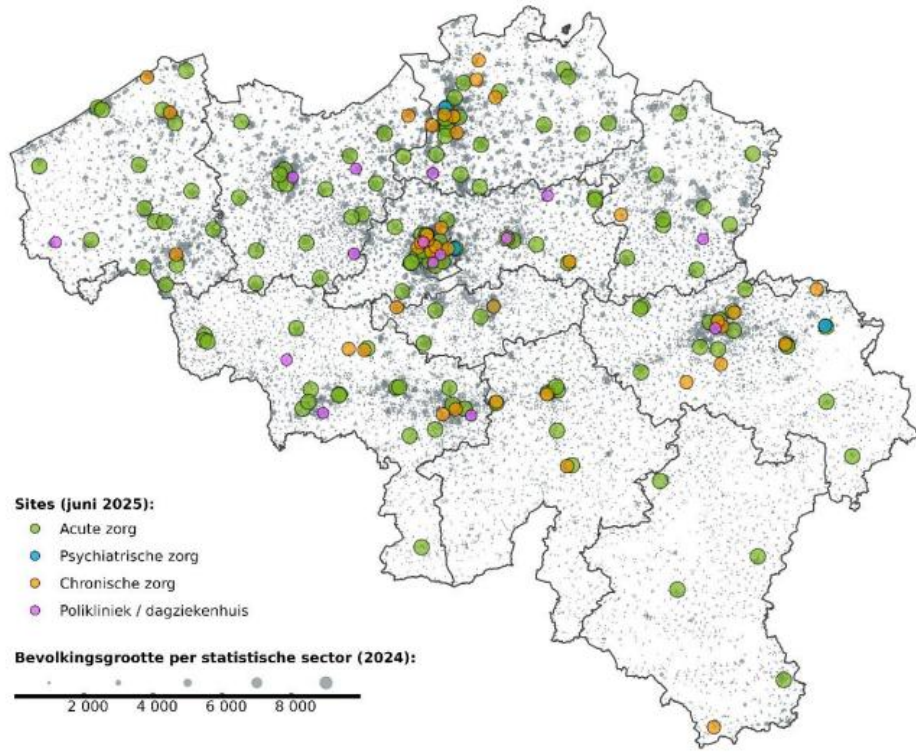 Sites (juni 2025):
Acute zorg
Psychiatrische zorg
Chronische zorg
Polikliniek / dagziekenhuis
Bevolkingsgrootte per statistische sector (2024):
2 000 4 000 6 000 8 000